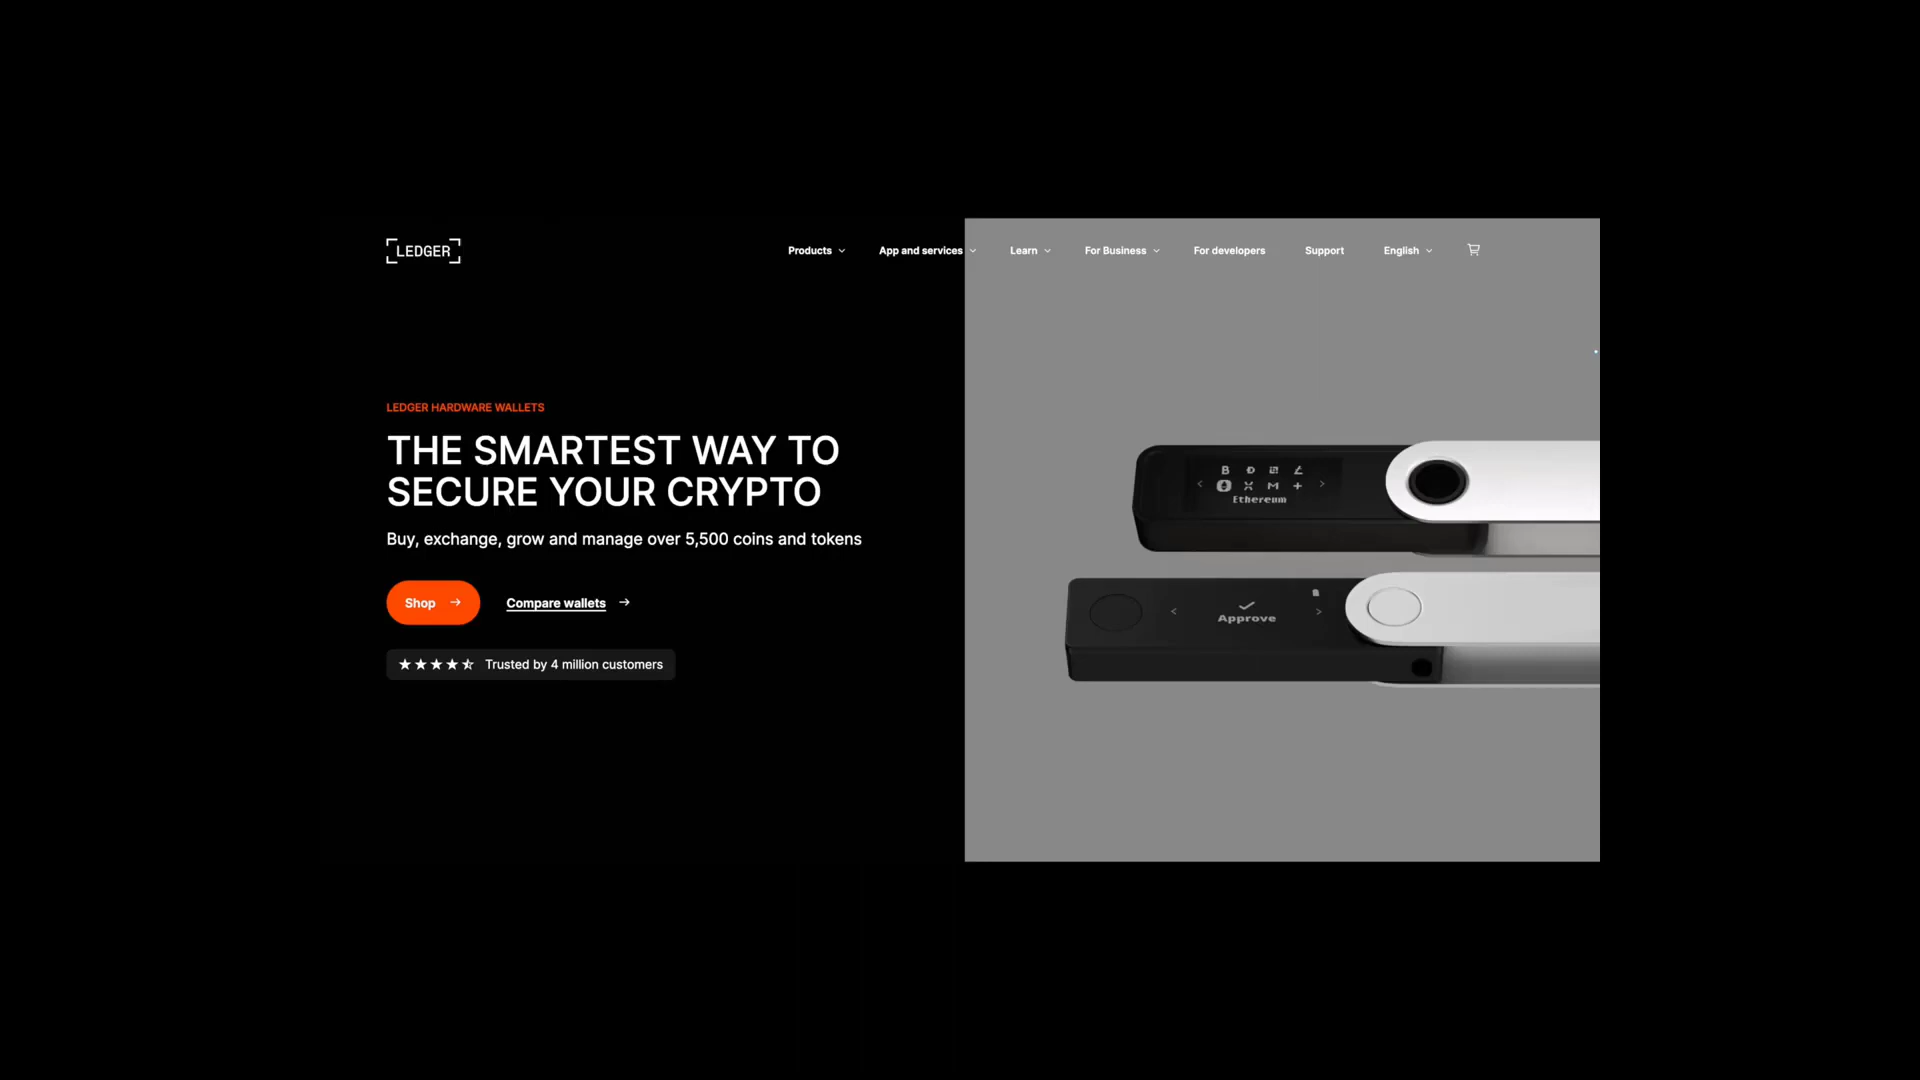 LEDGER
Products
App and services
Learn
For Business
For developers
Support
English
LEDGER HARDWARE WALLETS
THE SMARTEST WAY TO
SECURE YOUR CRYPTO
Buy, exchange, grow and manage over 5,500 coins and tokens
Shop
Compare wallets
Trusted by 4 million customers
Ethereum
Approve